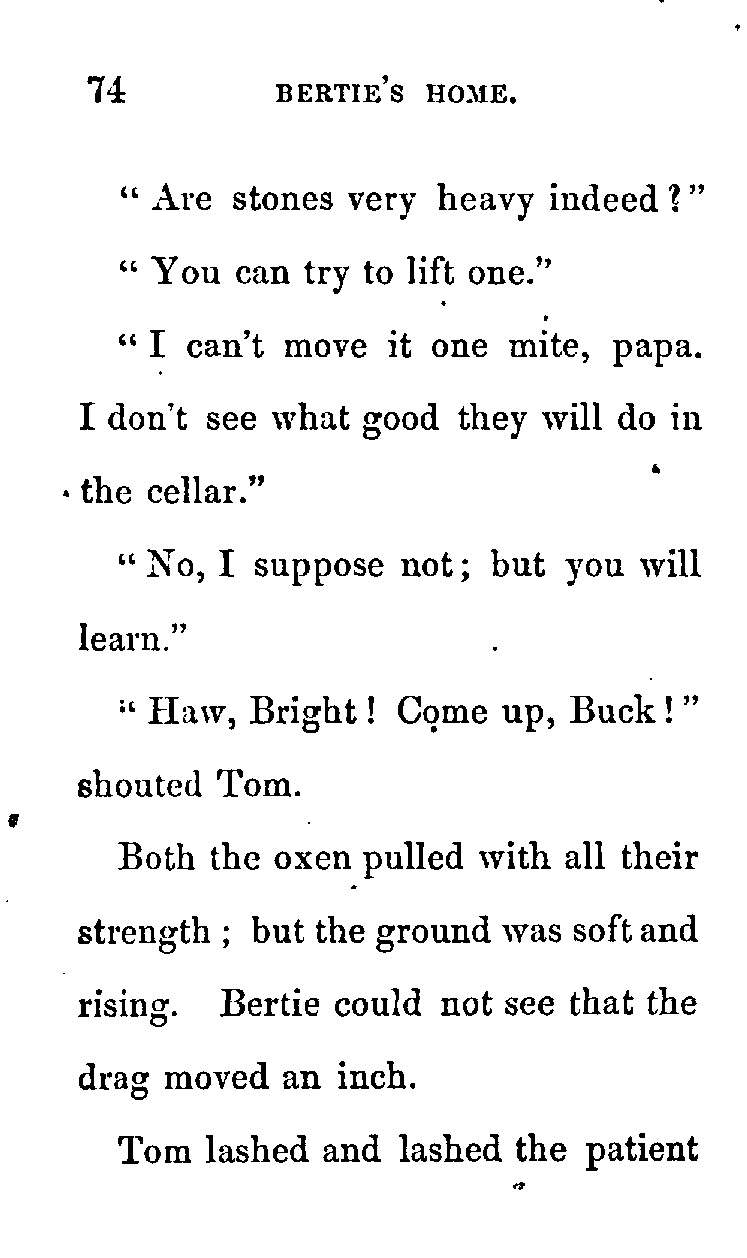 74 BERTIE'S HOME.
“ Are stones very heavy indeed ? ”
“ You can try to lift one.”
“ I can't move it one mite, papa.
I don't see what good they will do in
the cellar.”
“ No, I suppose not ; but you will
learn.”
“ Haw, Bright ! Come up, Buck ! ”
shouted Tom.
Both the oxen pulled with all their
strength ; but the ground was soft and
rising. Bertie could not see that the
drag moved an inch.
Tom lashed and lashed the patient